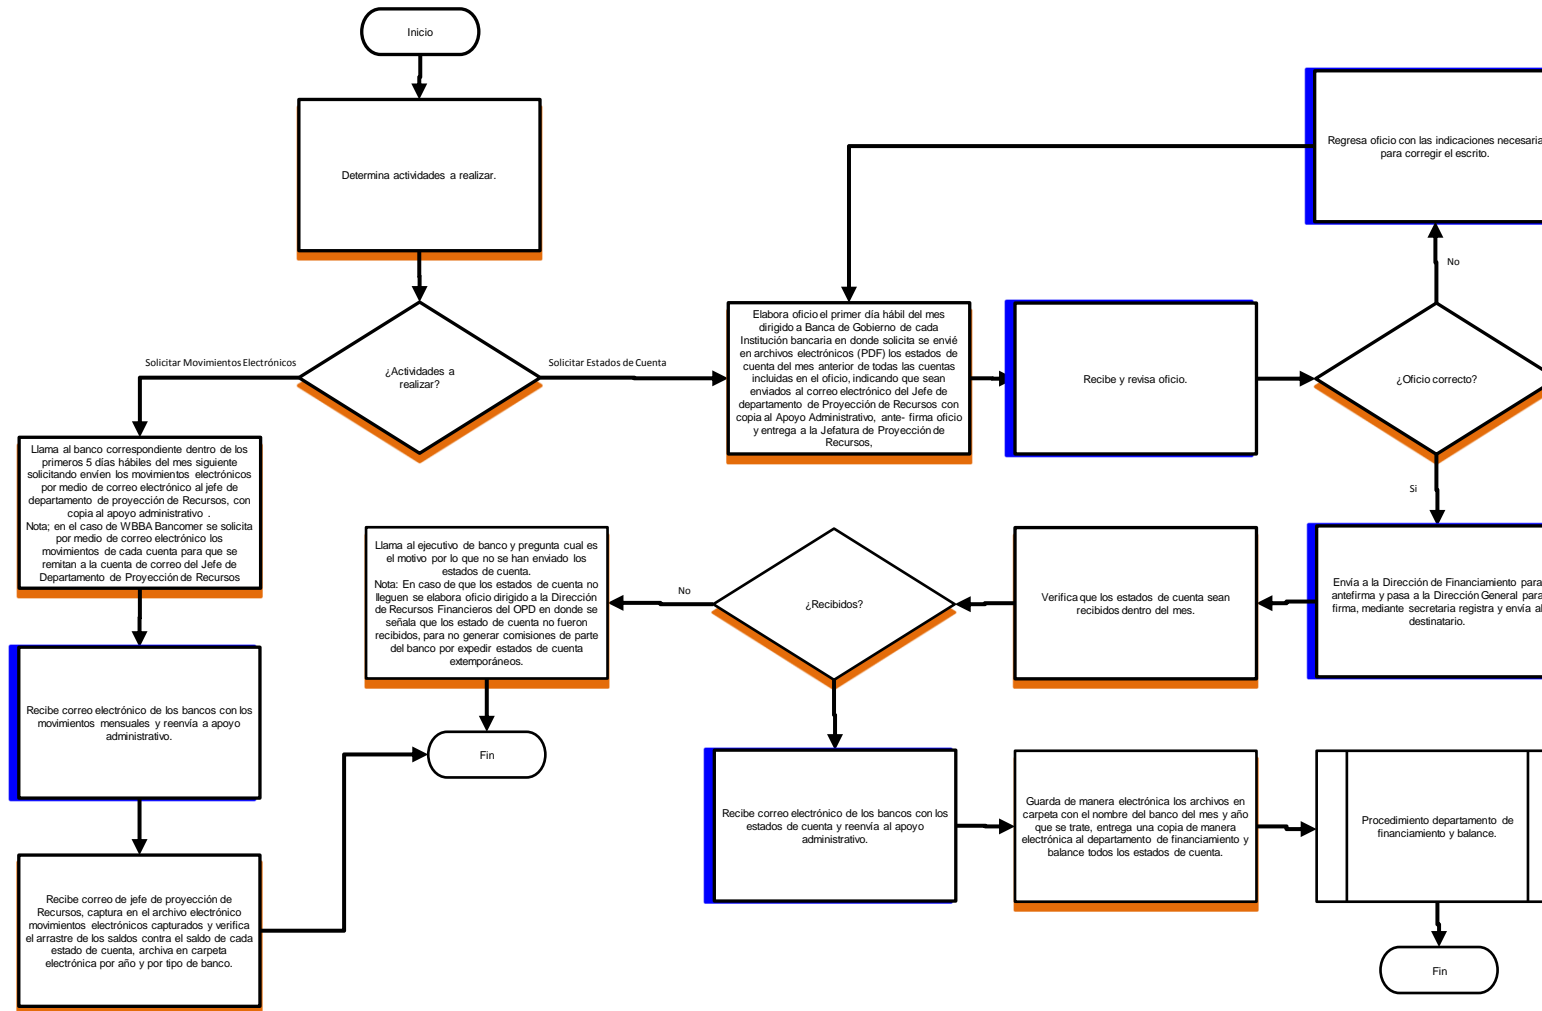 Inicio
Determina actividades a realizar.
¿Actividades a
realizar?
Solicitar Movimientos Electrónicos
Solicitar Estados de Cuenta
Llama al banco correspondiente dentro de los
primeros 5 días hábiles del mes siguiente
solicitando envíen los movimientos electrónicos
por medio de correo electrónico al jefe de
departamento de proyección de Recursos, con
copia al apoyo administrativo .
Nota; en el caso de WBBA Bancomer se solicita
por medio de correo electrónico los
movimientos de cada cuenta para que se
remitan a la cuenta de correo del Jefe de
Departamento de Proyección de Recursos
Recibe correo electrónico de los bancos con los
movimientos mensuales y reenvía a apoyo
administrativo.
Recibe correo de jefe de proyección de
Recursos, captura en el archivo electrónico
movimientos electrónicos capturados y verifica
el arrastre de los saldos contra el saldo de cada
estado de cuenta, archiva en carpeta
electrónica por año y por tipo de banco.
Elabora oficio el primer día hábil del mes
dirigido a Banca de Gobierno de cada
Institución bancaria en donde solicita se envié
en archivos electrónicos (PDF) los estados de
cuenta del mes anterior de todas las cuentas
incluidas en el oficio, indicando que sean
enviados al correo electrónico del Jefe de
departamento de Proyección de Recursos con
copia al Apoyo Administrativo, ante- firma oficio
y entrega a la Jefatura de Proyección de
Recursos,
Recibe y revisa oficio.
¿Oficio correcto?
No
Regresa oficio con las indicaciones necesaria
para corregir el escrito.
Si
Envía a la Dirección de Financiamiento para
antefirma y pasa a la Dirección General para
firma, mediante secretaria registra y envía al
destinatario.
Verifica que los estados de cuenta sean
recibidos dentro del mes.
¿Recibidos?
No
Llama al ejecutivo de banco y pregunta cual es
el motivo por lo que no se han enviado los
estados de cuenta.
Nota: En caso de que los estados de cuenta no
lleguen se elabora oficio dirigido a la Dirección
de Recursos Financieros del OPD en donde se
señala que los estado de cuenta no fueron
recibidos, para no generar comisiones de parte
del banco por expedir estados de cuenta
extemporáneos.
Fin
Recibe correo electrónico de los bancos con los
estados de cuenta y reenvía al apoyo
administrativo.
Guarda de manera electrónica los archivos en
carpeta con el nombre del banco del mes y año
que se trate, entrega una copia de manera
electrónica al departamento de financiamiento y
balance todos los estados de cuenta.
Procedimiento departamento de
financiamiento y balance.
Fin